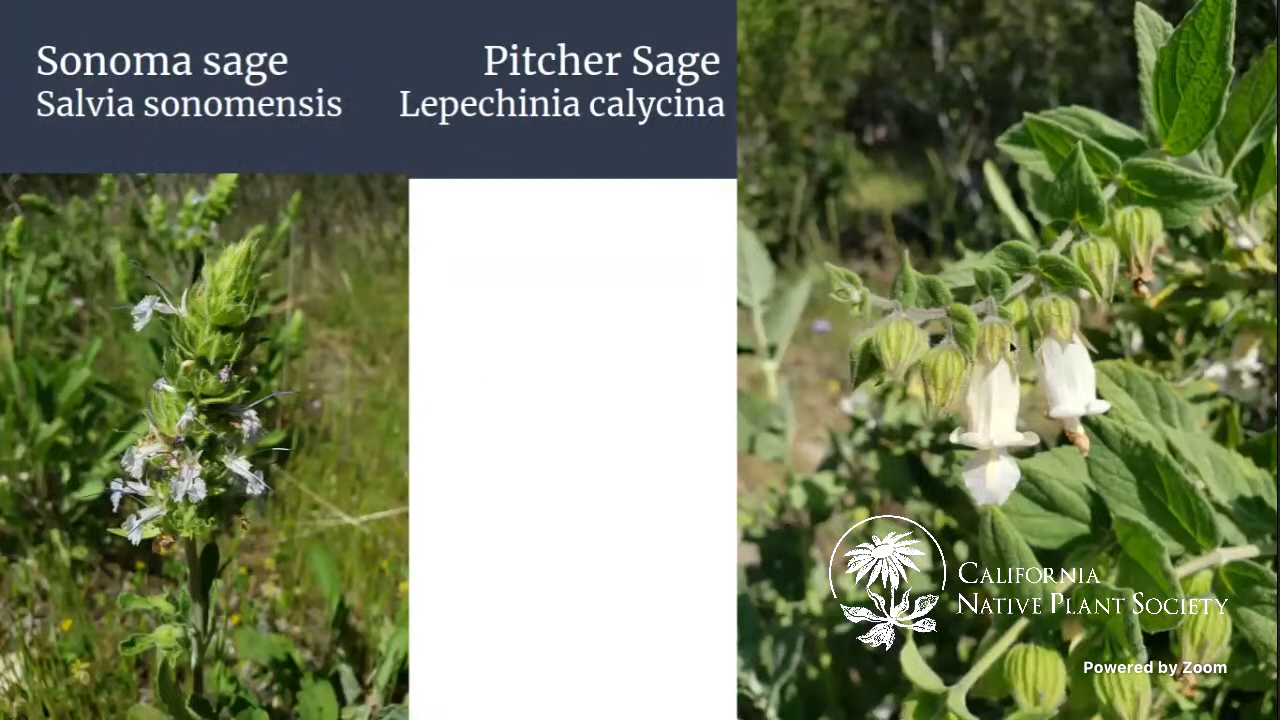 Sonoma sage
Salvia sonomensis
Pitcher Sage
Lepechinia calycina
California
Native Plant Society
Powered by Zoom